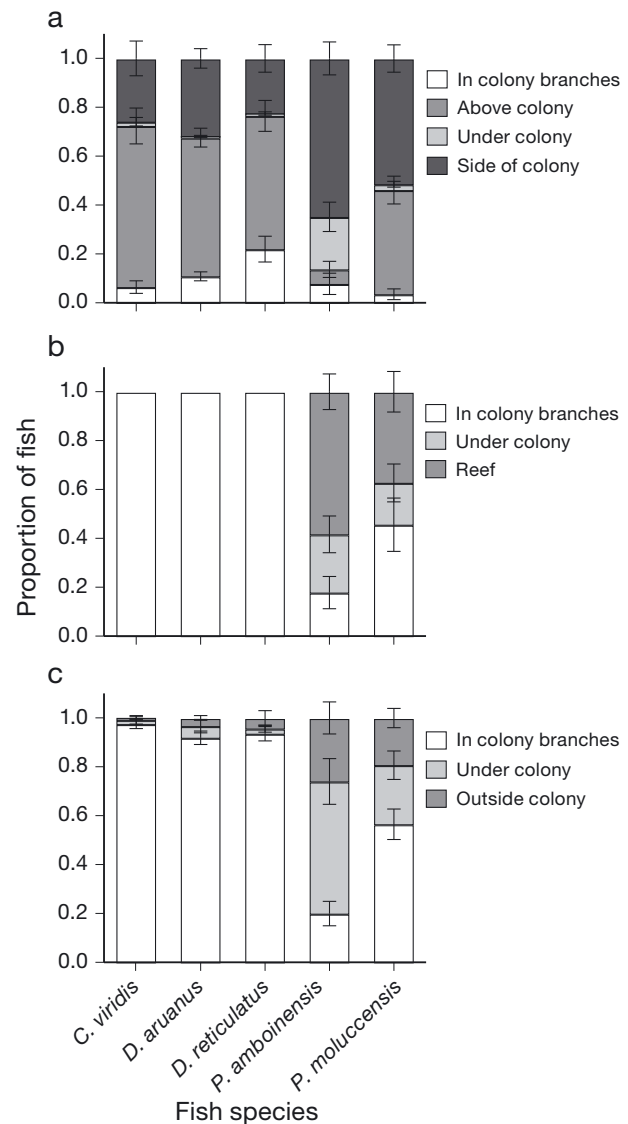 a
1.0
0.8
0.6
0.4
0.2
0.0
In colony branches
Above colony
Under colony
Side of colony
b
1.0
0.8
0.6
0.4
0.2
0.0
In colony branches
Under colony
Reef
Proportion of fish
c
1.0
0.8
0.6
0.4
0.2
0.0
In colony branches
Under colony
Outside colony
C. viridis
D. aruanus
D. reticulatus
P. amboinensis
P. moluccensis
Fish species